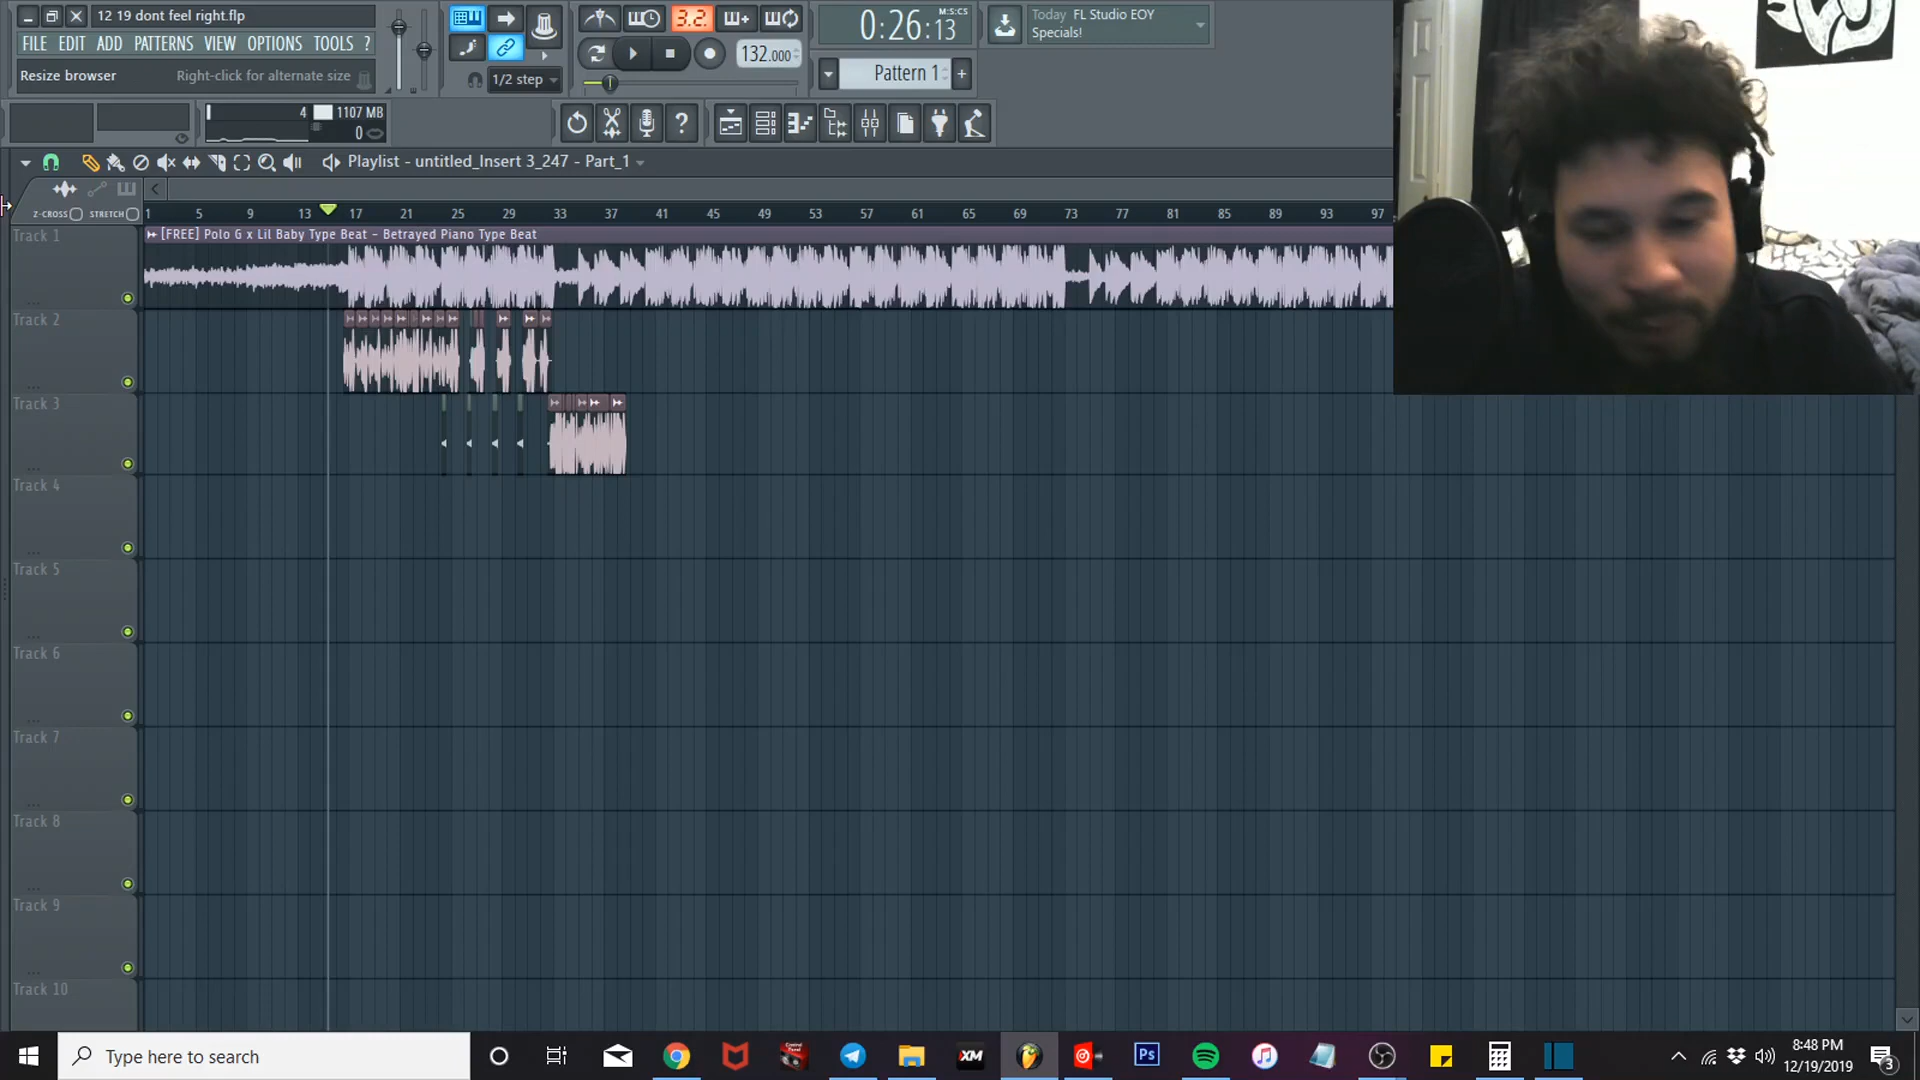 12 19 dont feel right.flp
FILE EDIT ADD PATTERNS VIEW OPTIONS TOOLS ?
Resize browser Right-click for alternate size
3.2.
132.000
1/2 step
0:26:13
M:S:CS
Pattern 1
Today FL Studio EOY
Specials!
4
1107 MB
0
Playlist - untitled_Insert 3_247 - Part_1
Z-CROSS STRETCH
1 5 9 13 17 21 25 29 33 37 41 45 49 53 57 61 65 69 73 77 81 85 89 93 97
Track 1
[FREE] Polo G x Lil Baby Type Beat - Betrayed Piano Type Beat
Track 2
Track 3
Track 4
Track 5
Track 6
Track 7
Track 8
Track 9
Track 10
Type here to search
XM
Ps
8:48 PM
12/19/2019
3